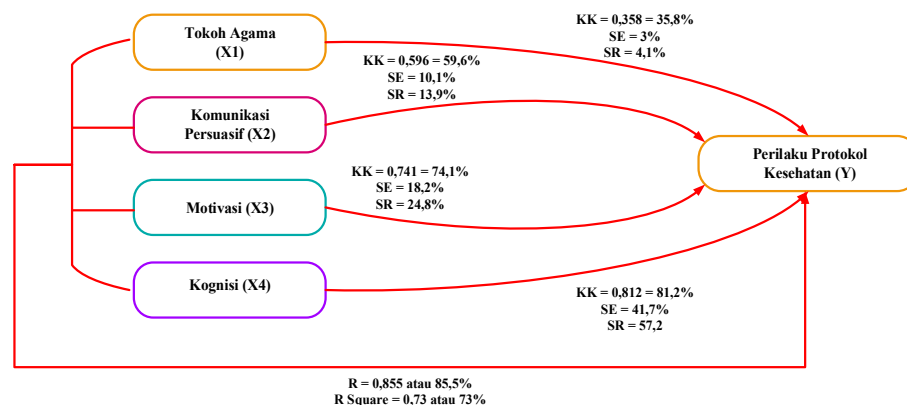 Tokoh Agama
(X1)
KK = 0,358 = 35,8%
SE = 3%
SR = 4,1%
KK = 0,596 = 59,6%
SE = 10,1%
SR = 13,9%
Komunikasi
Persuasif (X2)
Perilaku Protokol
Kesehatan (Y)
KK = 0,741 = 74,1%
SE = 18,2%
SR = 24,8%
Motivasi (X3)
Kognisi (X4)
KK = 0,812 = 81,2%
SE = 41,7%
SR = 57,2
R = 0,855 atau 85,5%
R Square = 0,73 atau 73%